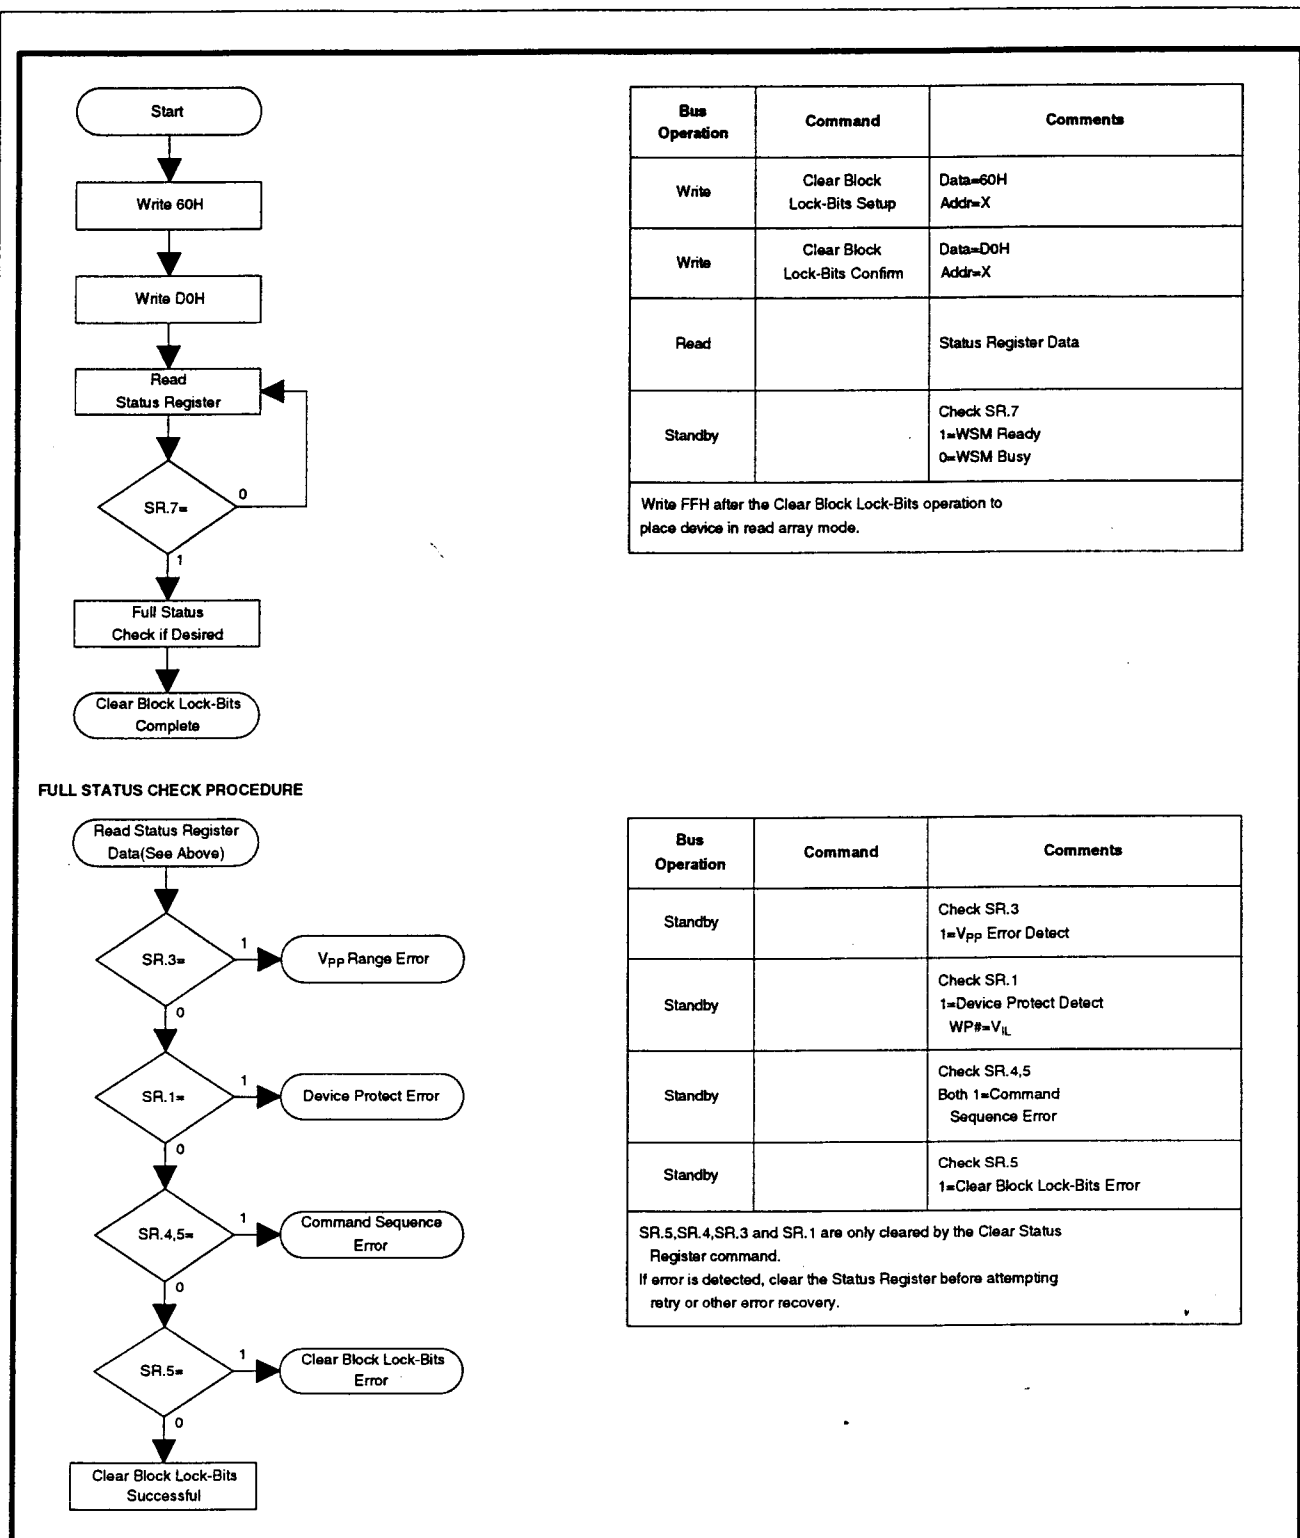 Start
Write 60H
Write D0H
Read
Status Register
SR.7=
0
1
Full Status
Check if Desired
Clear Block Lock-Bits
Complete
Bus
Operation
Command
Comments
Write
Clear Block
Lock-Bits Setup
Data=60H
Addr=X
Write
Clear Block
Lock-Bits Confirm
Data=D0H
Addr=X
Read
Status Register Data
Standby
Check SR.7
1=WSM Ready
0=WSM Busy
Write FFH after the Clear Block Lock-Bits operation to
place device in read array mode.
FULL STATUS CHECK PROCEDURE
Read Status Register
Data(See Above)
SR.3=
1
VPP Range Error
0
SR.1=
1
Device Protect Error
0
SR.4,5=
1
Command Sequence
Error
0
SR.5=
1
Clear Block Lock-Bits
Error
0
Clear Block Lock-Bits
Successful
Bus
Operation
Command
Comments
Standby
Check SR.3
1=VPP Error Detect
Standby
Check SR.1
1=Device Protect Detect
WP#=VIL
Standby
Check SR.4,5
Both 1=Command
Sequence Error
Standby
Check SR.5
1=Clear Block Lock-Bits Error
SR.5,SR.4,SR.3 and SR.1 are only cleared by the Clear Status
Register command.
If error is detected, clear the Status Register before attempting
retry or other error recovery.